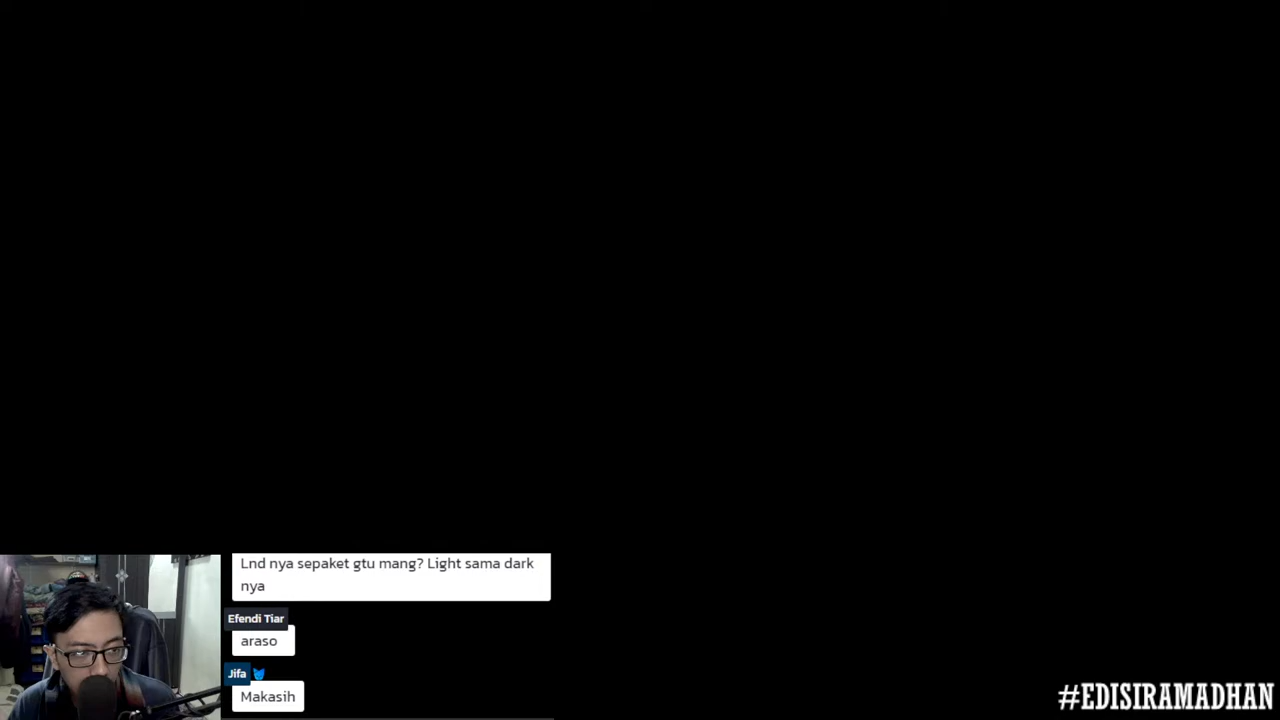 Lnd nya sepaket gtu mang? Light sama dark
nya
Efendi Tiar
araso
Jifa
Makasih
#EDISIRAMADHAN